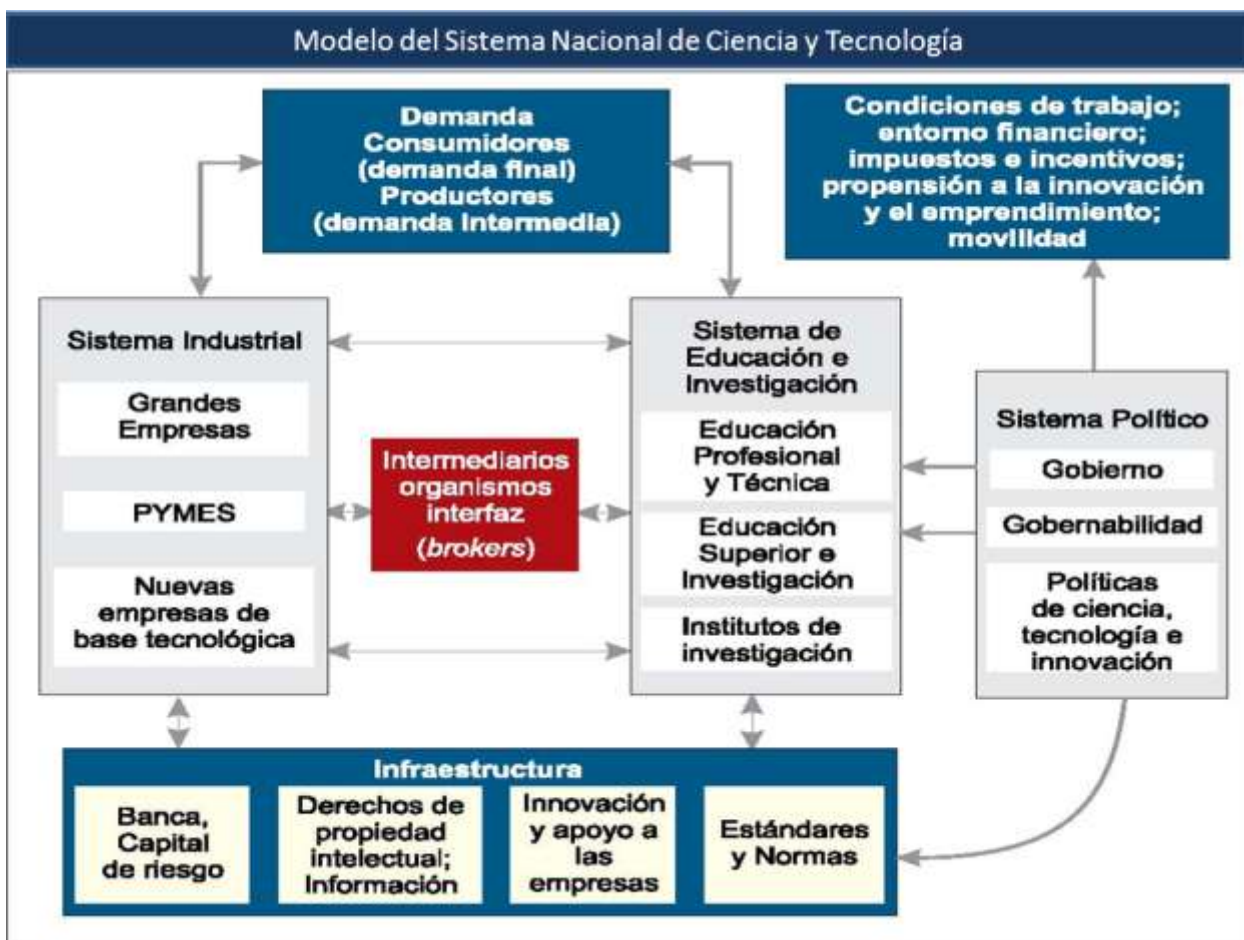 Modelo del Sistema Nacional de Ciencia y Tecnología
Demanda
Consumidores
(demanda final)
Productores
(demanda Intermedia)
Condiciones de trabajo;
entorno financiero;
impuestos e incentivos;
propensión a la innovación
y el emprendimiento;
movilidad
Sistema Industrial
Grandes
Empresas
PYMES
Nuevas
empresas de
base tecnológica
Intermediarios
organismos
interfaz
(brokers)
Sistema de
Educación e
Investigación
Educación
Profesional
y Técnica
Educación
Superior e
Investigación
Institutos de
investigación
Sistema Político
Gobierno
Gobernabilidad
Políticas
de ciencia,
tecnología e
innovación
Infraestructura
Banca,
Capital
de riesgo
Derechos de
propiedad
intelectual;
Información
Innovación
y apoyo a
las
empresas
Estándares
y Normas